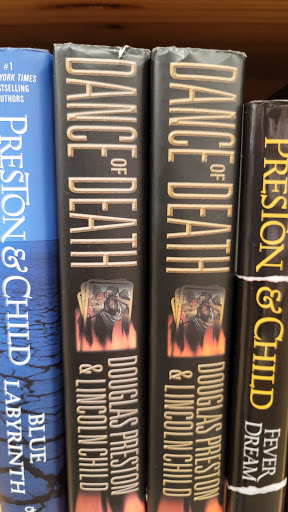 #1
NEW YORK TIMES
BESTSELLING
AUTHORS
PRESTON & CHILD
BLUE
LABYRINTH
DANCE OF DEATH
DOUGLAS PRESTON
& LINCOLN CHILD
DANCE OF DEATH
DOUGLAS PRESTON
& LINCOLN CHILD
PRESTON & CHILD
FEVER
DREAM